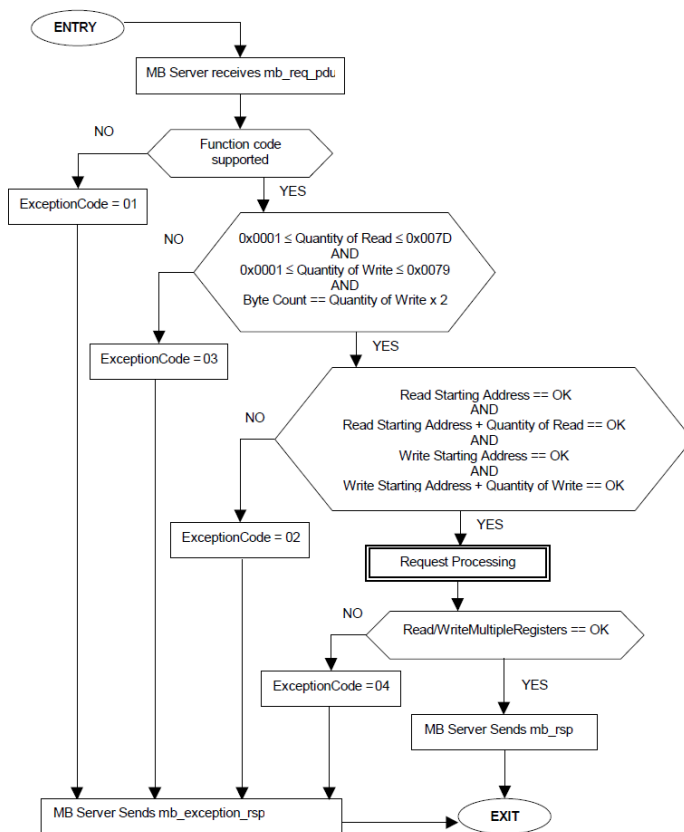 ENTRY
MB Server receives mb_req_pdu
NO
Function code
supported
YES
ExceptionCode = 01
NO
0x0001 ≤ Quantity of Read ≤ 0x007D
AND
0x0001 ≤ Quantity of Write ≤ 0x0079
AND
Byte Count == Quantity of Write x 2
YES
ExceptionCode = 03
NO
Read Starting Address == OK
AND
Read Starting Address + Quantity of Read == OK
AND
Write Starting Address == OK
AND
Write Starting Address + Quantity of Write == OK
YES
ExceptionCode = 02
Request Processing
NO
Read/WriteMultipleRegisters == OK
YES
ExceptionCode = 04
MB Server Sends mb_rsp
MB Server Sends mb_exception_rsp
EXIT